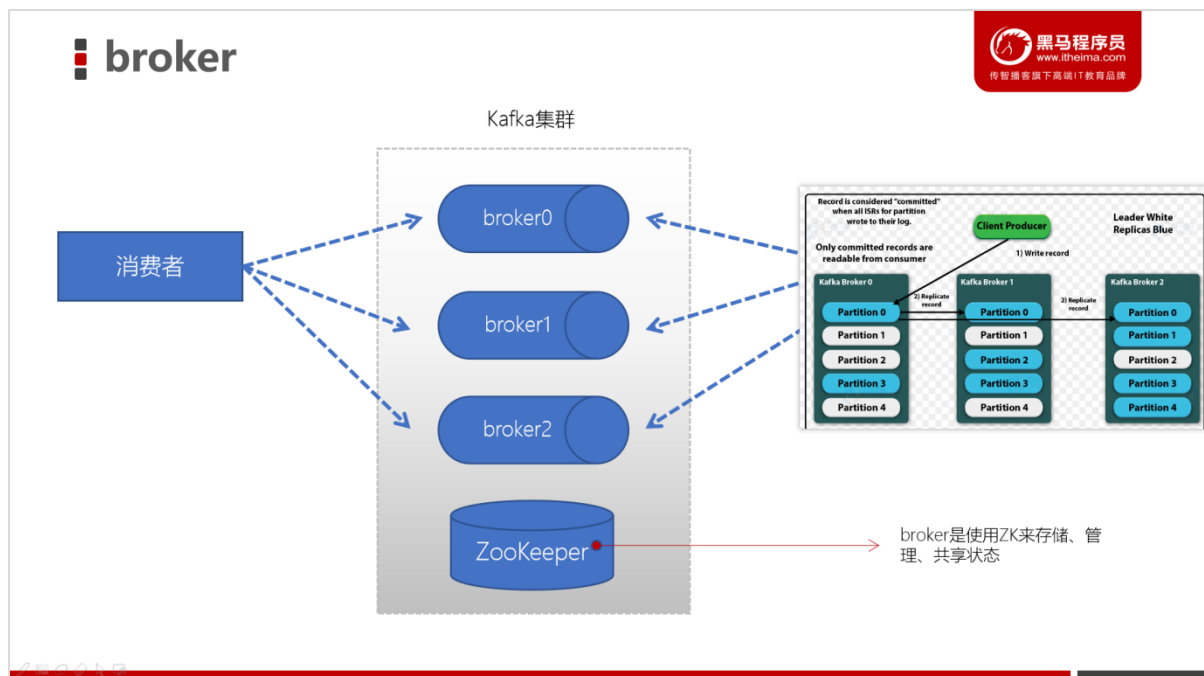 broker
黑马程序员
www.itheima.com
传智播客旗下高端IT教育品牌
Kafka集群
消费者
broker0
broker1
broker2
ZooKeeper
Record is considered "committed"
when all ISRs for partition
wrote to their log.
Only committed records are
readable from consumer
Client Producer
Leader White
Replicas Blue
1) Write record
Kafka Broker 0
Partition 0
Partition 1
Partition 2
Partition 3
Partition 4
2) Replicate
record
Kafka Broker 1
Partition 0
Partition 1
Partition 2
Partition 3
Partition 4
2) Replicate
record
Kafka Broker 2
Partition 0
Partition 1
Partition 2
Partition 3
Partition 4
broker是使用ZK来存储、管
理、共享状态